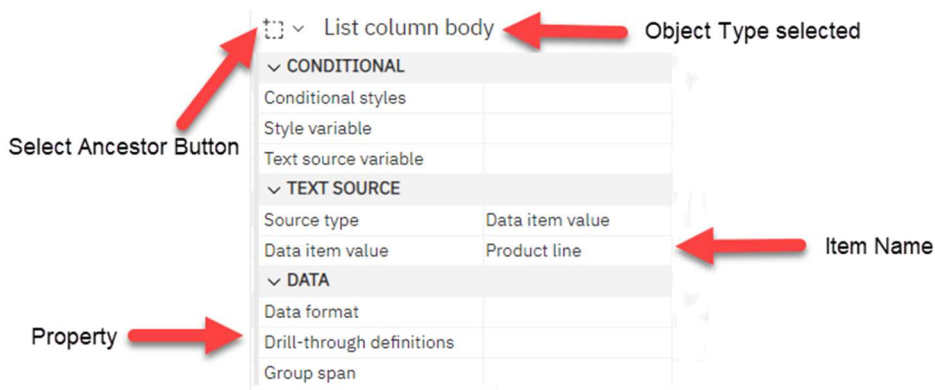 List column body
Object Type selected
CONDITIONAL
Conditional styles
Style variable
Select Ancestor Button
Text source variable
TEXT SOURCE
Source type Data item value
Data item value Product line
Item Name
DATA
Data format
Property
Drill-through definitions
Group span